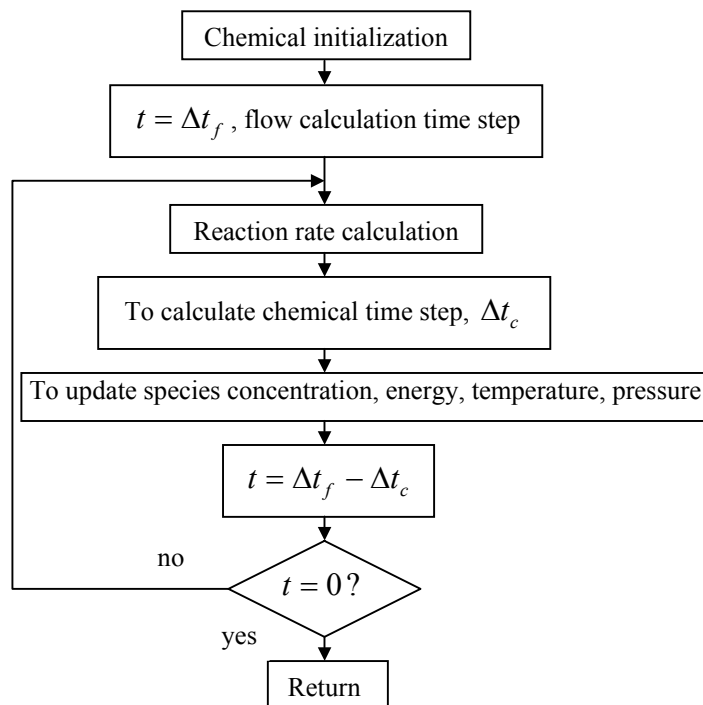 Chemical initialization
t = Δt_f , flow calculation time step
Reaction rate calculation
To calculate chemical time step, Δt_c
To update species concentration, energy, temperature, pressure
t = Δt_f − Δt_c
no
t = 0 ?
yes
Return